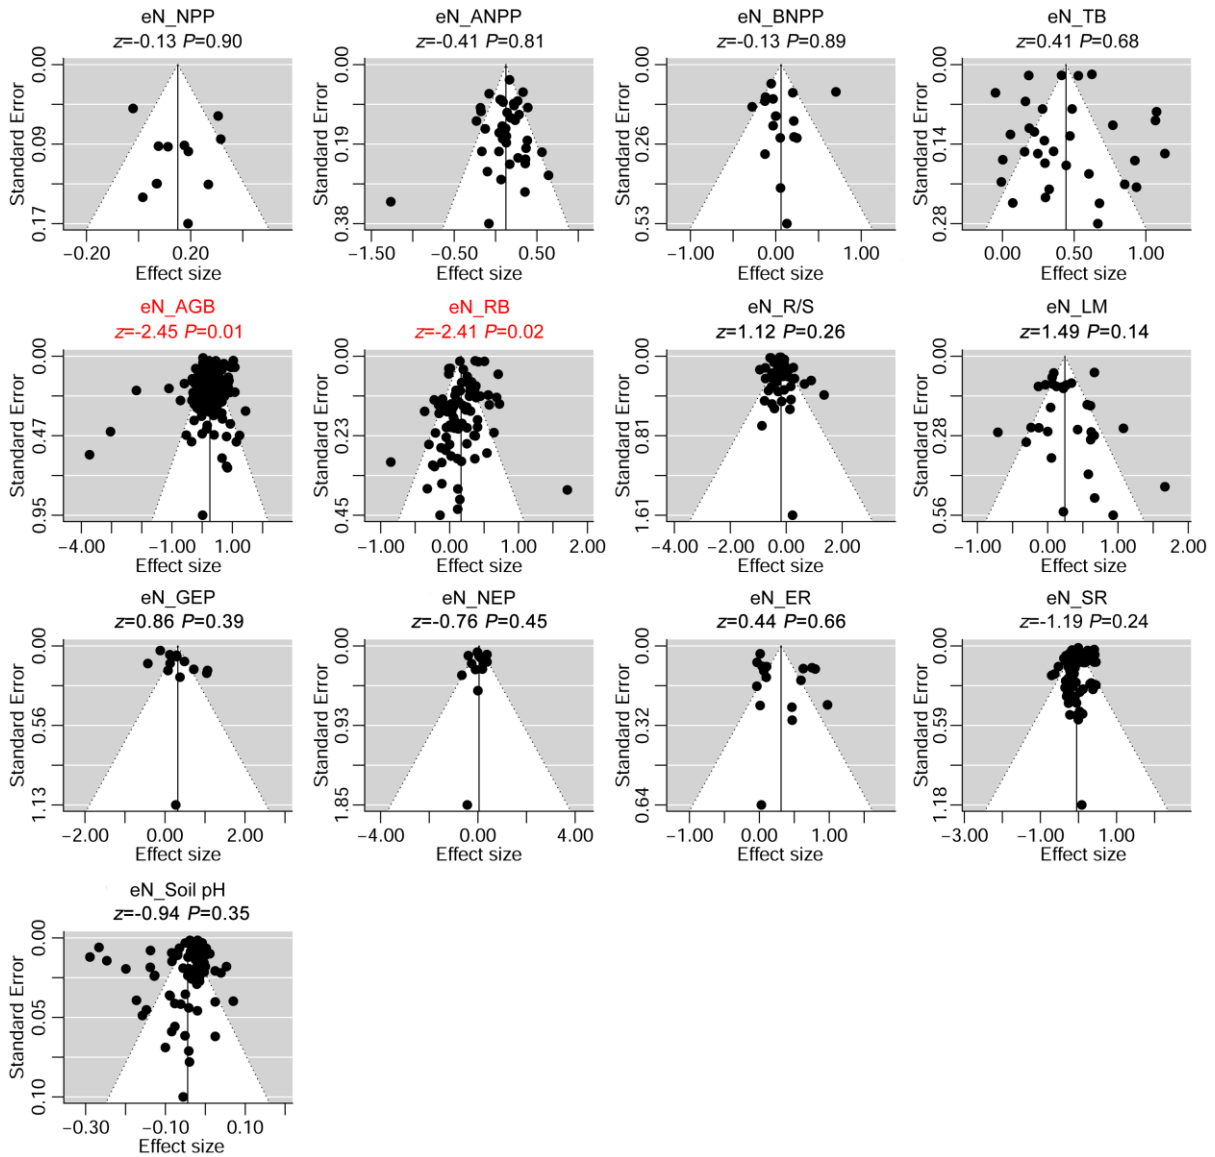 eN_NPP
z=-0.13 P=0.90
Standard Error
0.00
0.09
0.17
-0.20
0.20
Effect size
eN_ANPP
z=-0.41 P=0.81
Standard Error
0.00
0.19
0.38
-1.50
-0.50
0.50
Effect size
eN_BNPP
z=-0.13 P=0.89
Standard Error
0.00
0.26
0.53
-1.00
0.00
1.00
Effect size
eN_TB
z=0.41 P=0.68
Standard Error
0.00
0.14
0.28
0.00
0.50
1.00
Effect size
eN_AGB
z=-2.45 P=0.01
Standard Error
0.00
0.47
0.95
-4.00
-1.00
1.00
Effect size
eN_RB
z=-2.41 P=0.02
Standard Error
0.00
0.23
0.45
-1.00
0.00
1.00
2.00
Effect size
eN_R/S
z=1.12 P=0.26
Standard Error
0.00
0.81
1.61
-4.00
-2.00
0.00
2.00
Effect size
eN_LM
z=1.49 P=0.14
Standard Error
0.00
0.28
0.56
-1.00
0.00
1.00
2.00
Effect size
eN_GEP
z=0.86 P=0.39
Standard Error
0.00
0.56
1.13
-2.00
0.00
2.00
Effect size
eN_NEP
z=-0.76 P=0.45
Standard Error
0.00
0.93
1.85
-4.00
0.00
4.00
Effect size
eN_ER
z=0.44 P=0.66
Standard Error
0.00
0.32
0.64
-1.00
0.00
1.00
Effect size
eN_SR
z=-1.19 P=0.24
Standard Error
0.00
0.59
1.18
-3.00
-1.00
1.00
Effect size
eN_Soil pH
z=-0.94 P=0.35
Standard Error
0.00
0.05
0.10
-0.30
-0.10
0.10
Effect size